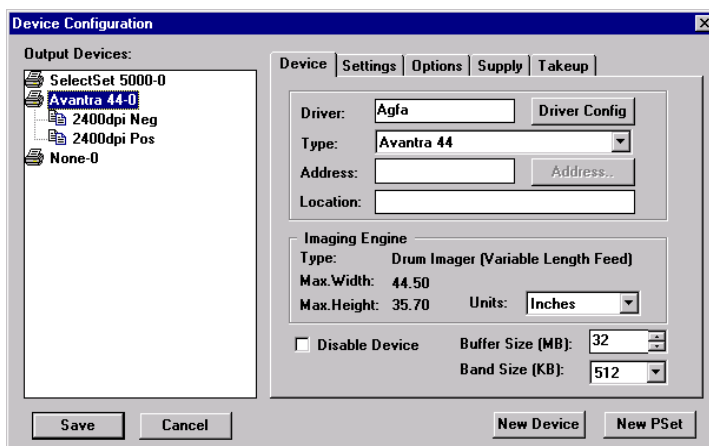 Device Configuration
Output Devices:
SelectSet 5000-0
Avantra 44-0
2400dpi Neg
2400dpi Pos
None-0
Device Settings Options Supply Takeup
Driver: Agfa Driver Config
Type: Avantra 44
Address: Address..
Location:
Imaging Engine
Type: Drum Imager (Variable Length Feed)
Max.Width: 44.50
Max.Height: 35.70 Units: Inches
Disable Device Buffer Size (MB): 32
Band Size (KB): 512
Save Cancel New Device New PSet